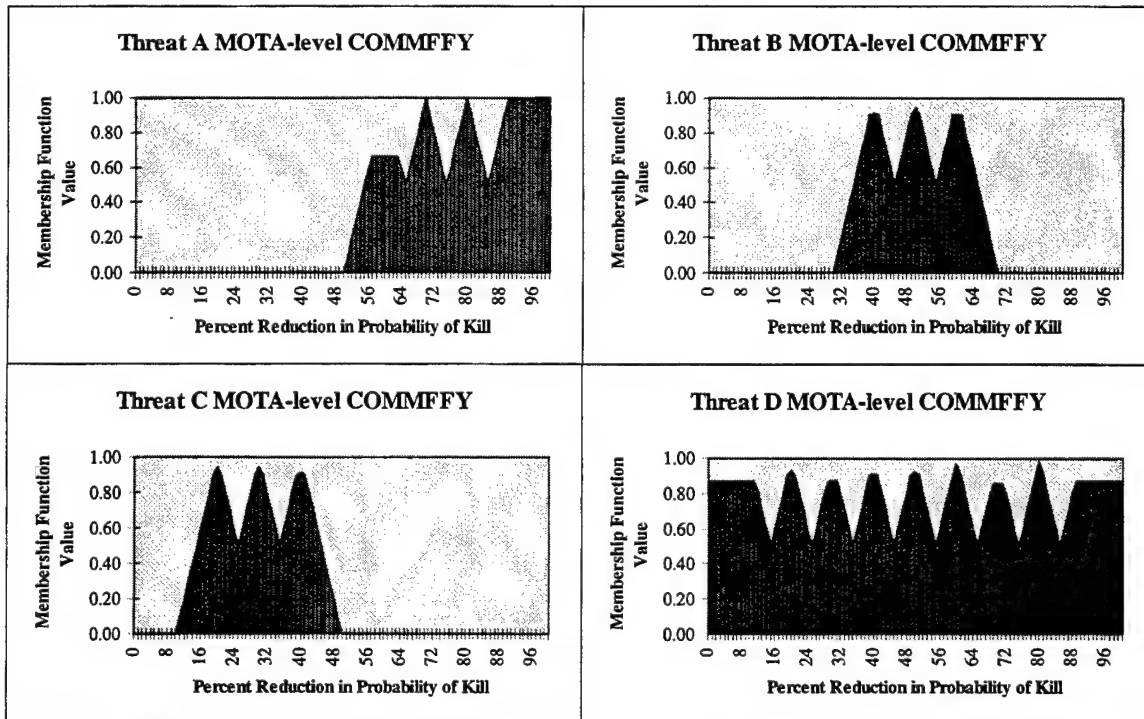 Threat A MOTA-level COMMFFY
Membership Function
Value
1.00
0.80
0.60
0.40
0.20
0.00
0 8 16 24 32 40 48 56 64 72 80 88 96
Percent Reduction in Probability of Kill
Threat B MOTA-level COMMFFY
Membership Function
Value
1.00
0.80
0.60
0.40
0.20
0.00
0 8 16 24 32 40 48 56 64 72 80 88 96
Percent Reduction in Probability of Kill
Threat C MOTA-level COMMFFY
Membership Function
Value
1.00
0.80
0.60
0.40
0.20
0.00
0 8 16 24 32 40 48 56 64 72 80 88 96
Percent Reduction in Probability of Kill
Threat D MOTA-level COMMFFY
Membership Function
Value
1.00
0.80
0.60
0.40
0.20
0.00
0 8 16 24 32 40 48 56 64 72 80 88 96
Percent Reduction in Probability of Kill